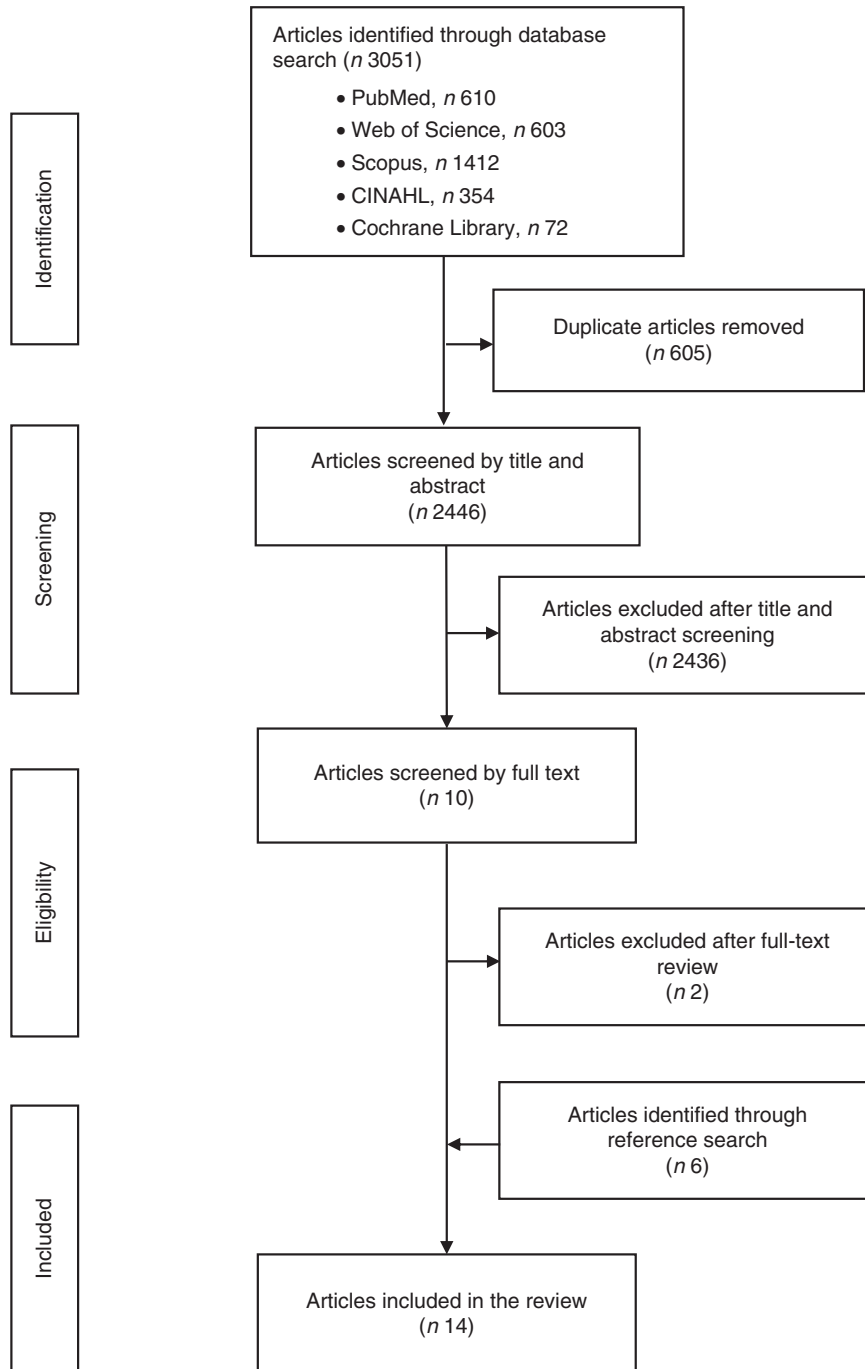 Articles identified through database
search (n 3051)
• PubMed, n 610
• Web of Science, n 603
• Scopus, n 1412
• CINAHL, n 354
• Cochrane Library, n 72
Identification
Duplicate articles removed
(n 605)
Screening
Articles screened by title and
abstract
(n 2446)
Articles excluded after title and
abstract screening
(n 2436)
Eligibility
Articles screened by full text
(n 10)
Articles excluded after full-text
review
(n 2)
Included
Articles identified through
reference search
(n 6)
Articles included in the review
(n 14)